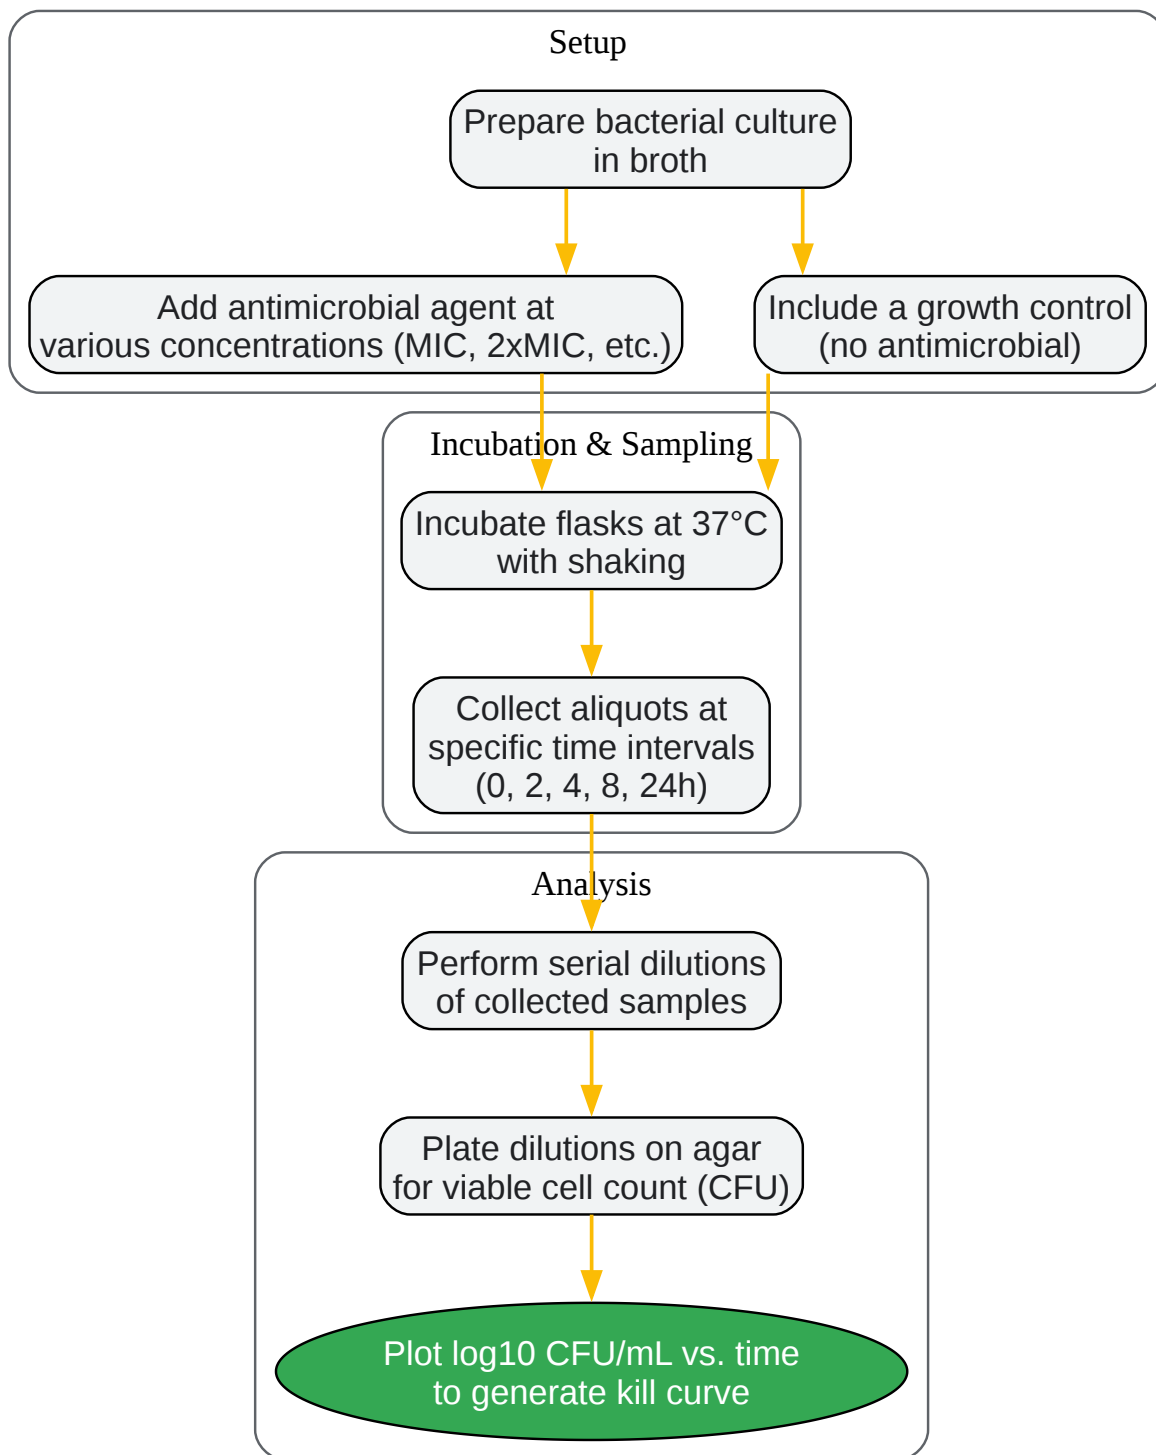 Setup
Prepare bacterial culture
in broth
Add antimicrobial agent at
various concentrations (MIC, 2xMIC, etc.)
Include a growth control
(no antimicrobial)
Incubation & Sampling
Incubate flasks at 37°C
with shaking
Collect aliquots at
specific time intervals
(0, 2, 4, 8, 24h)
Analysis
Perform serial dilutions
of collected samples
Plate dilutions on agar
for viable cell count (CFU)
Plot log10 CFU/mL vs. time
to generate kill curve